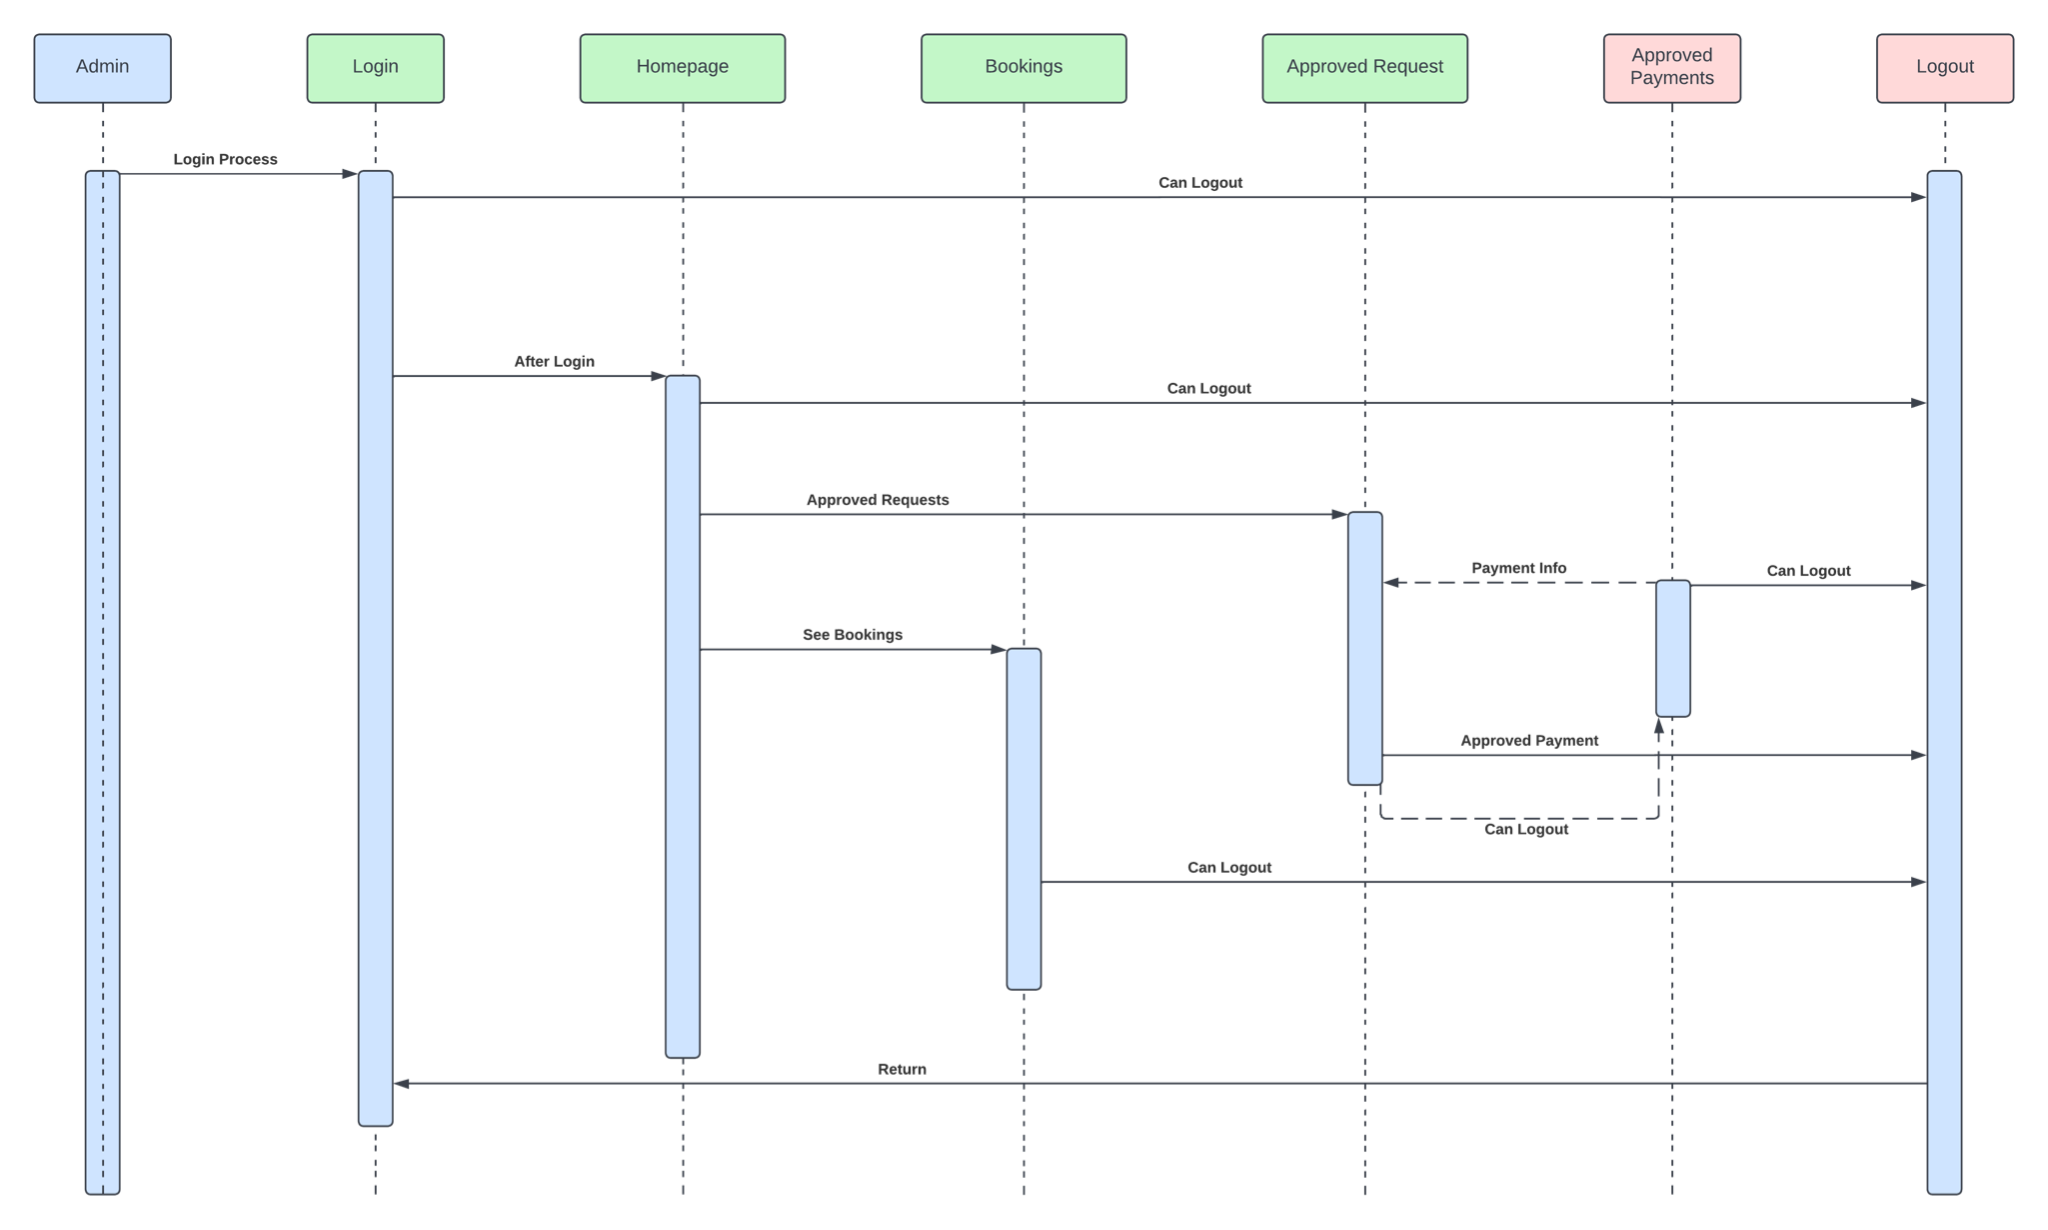 Admin
Login
Homepage
Bookings
Approved Request
Approved
Payments
Logout
Login Process
Can Logout
After Login
Can Logout
Approved Requests
Payment Info
Can Logout
See Bookings
Approved Payment
Can Logout
Can Logout
Return